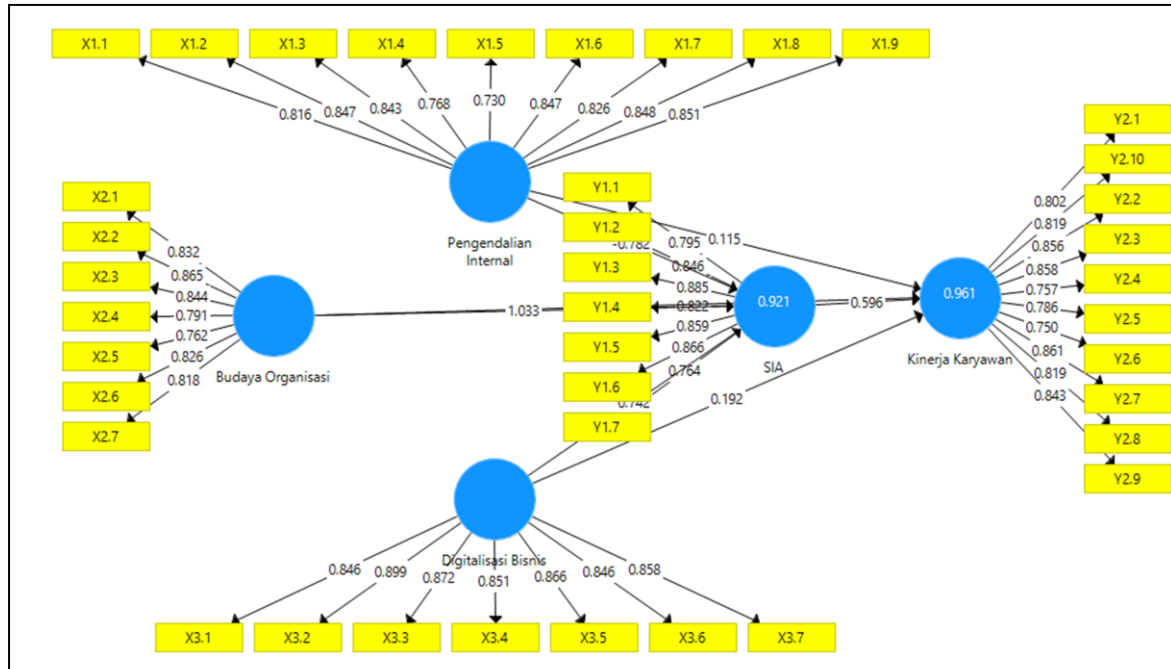 X1.1 X1.2 X1.3 X1.4 X1.5 X1.6 X1.7 X1.8 X1.9
0.816 0.847 0.843 0.768 0.730 0.847 0.826 0.848 0.851
Pengendalian
Internal
X2.1
X2.2
X2.3
X2.4
X2.5
X2.6
X2.7
0.832
0.865
0.844
0.791
0.762
0.826
0.818
Budaya Organisasi
Y1.1
Y1.2
Y1.3
Y1.4
Y1.5
Y1.6
Y1.7
-0.782
0.115
1.033
0.742
0.192
0.795
0.846
0.885
0.822
0.859
0.866
0.764
0.921
SIA
0.596
0.961
Kinerja Karyawan
0.802
0.819
0.856
0.858
0.757
0.786
0.750
0.861
0.819
0.843
Y2.1
Y2.10
Y2.2
Y2.3
Y2.4
Y2.5
Y2.6
Y2.7
Y2.8
Y2.9
Digitalisasi Bisnis
0.846 0.899 0.872 0.851 0.866 0.846 0.858
X3.1 X3.2 X3.3 X3.4 X3.5 X3.6 X3.7